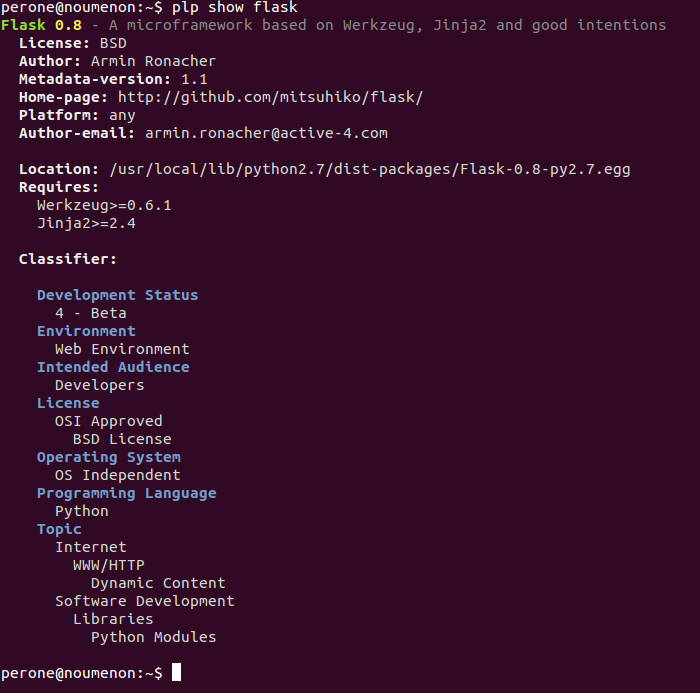 perone@noumenon:~$ plp show flask
Flask 0.8 - A microframework based on Werkzeug, Jinja2 and good intentions
License: BSD
Author: Armin Ronacher
Metadata-version: 1.1
Home-page: http://github.com/mitsuhiko/flask/
Platform: any
Author-email: armin.ronacher@active-4.com
Location: /usr/local/lib/python2.7/dist-packages/Flask-0.8-py2.7.egg
Requires:
Werkzeug>=0.6.1
Jinja2>=2.4
Classifier:
Development Status
4 - Beta
Environment
Web Environment
Intended Audience
Developers
License
OSI Approved
BSD License
Operating System
OS Independent
Programming Language
Python
Topic
Internet
WWW/HTTP
Dynamic Content
Software Development
Libraries
Python Modules
perone@noumenon:~$